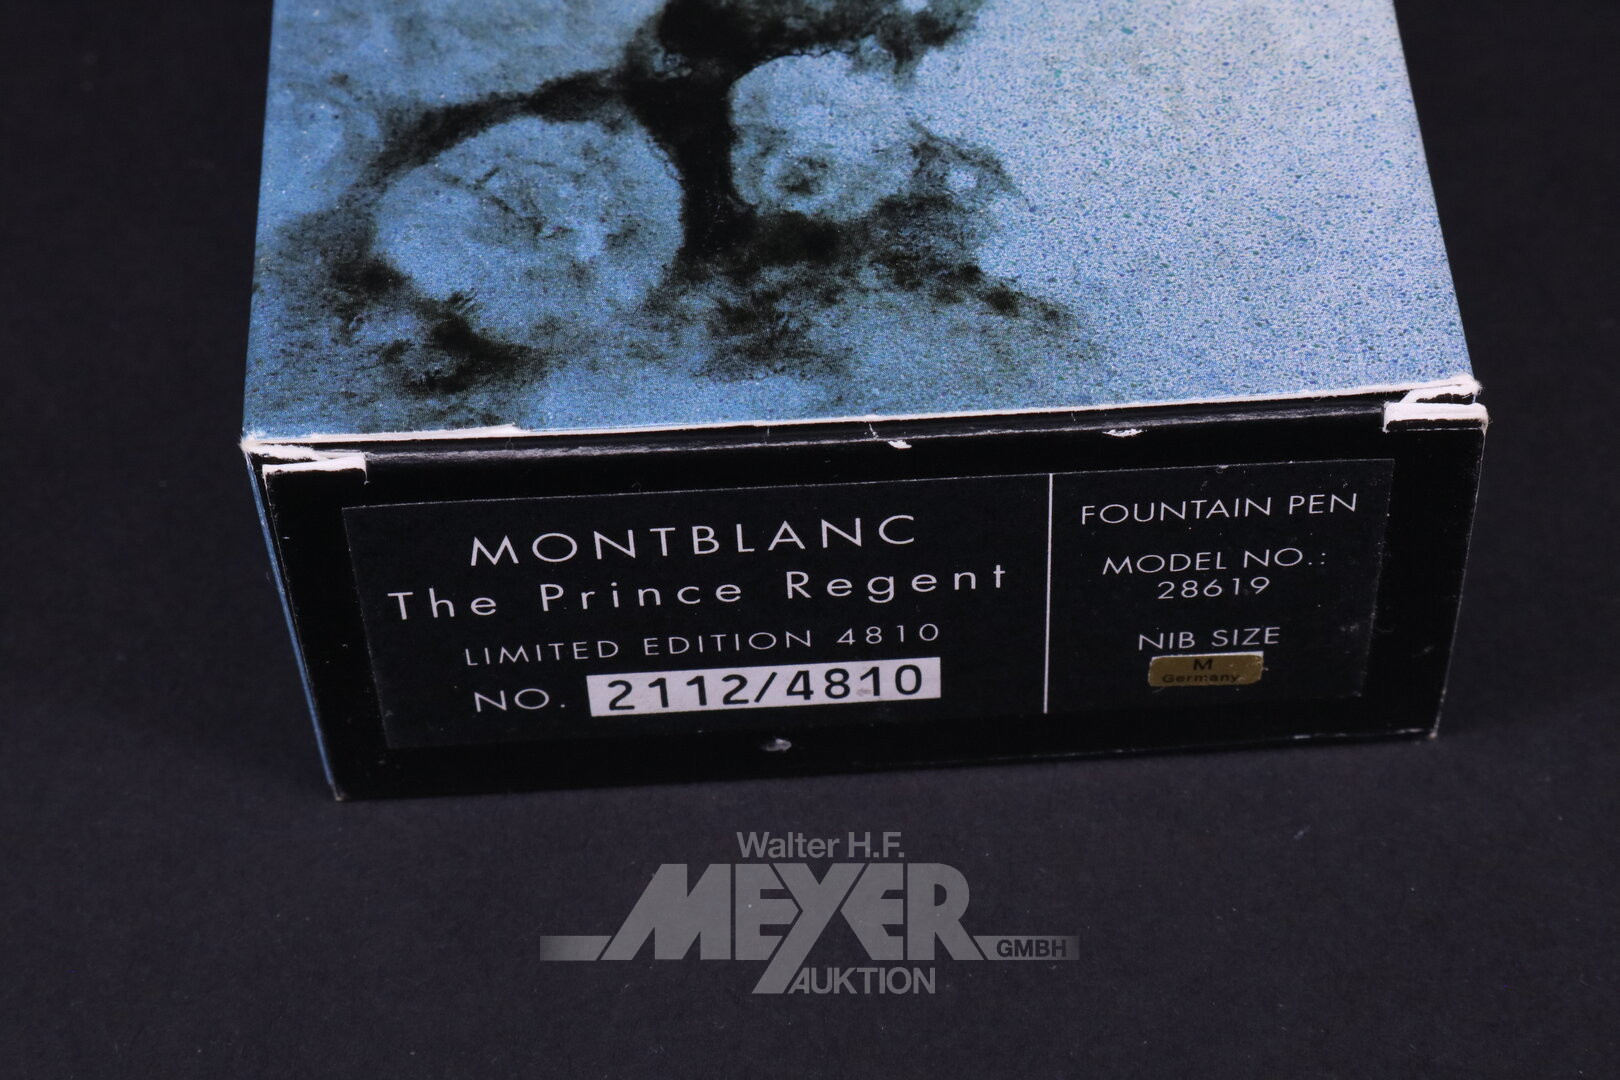 MONTBLANC
The Prince Regent
LIMITED EDITION 4810
NO. 2112/4810
FOUNTAIN PEN
MODEL NO.:
28619
NIB SIZE
M
Germany
Walter H.F.
MEYER
GMBH
AUKTION